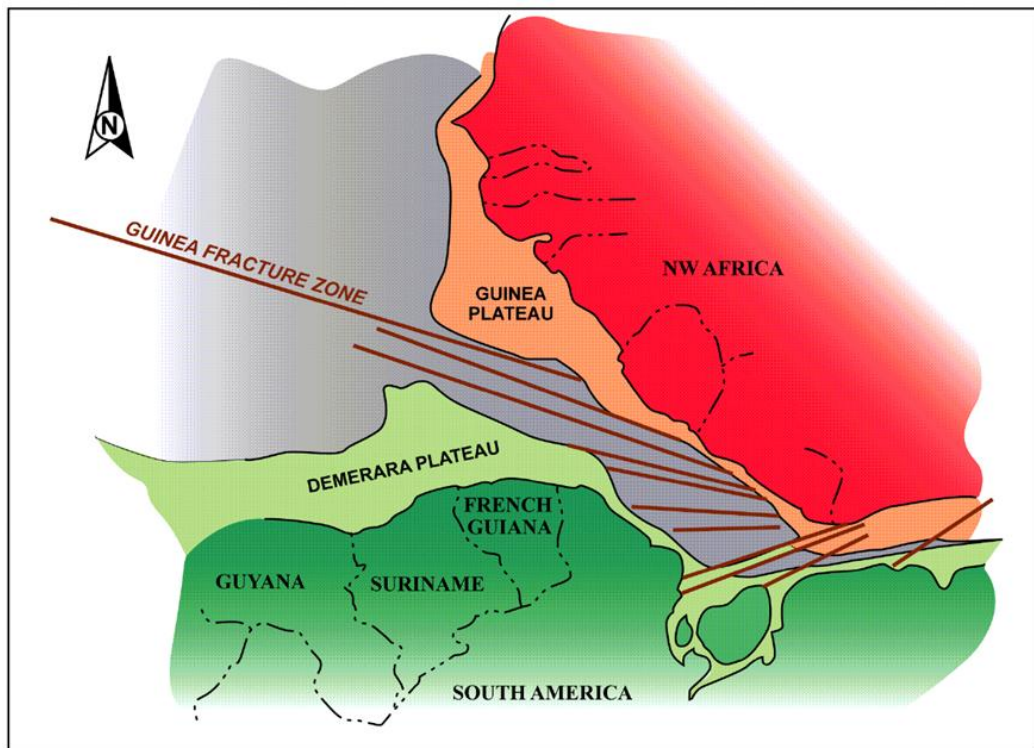 N
GUINEA FRACTURE ZONE
NW AFRICA
GUINEA
PLATEAU
DEMERARA PLATEAU
FRENCH
GUIANA
GUYANA
SURINAME
SOUTH AMERICA